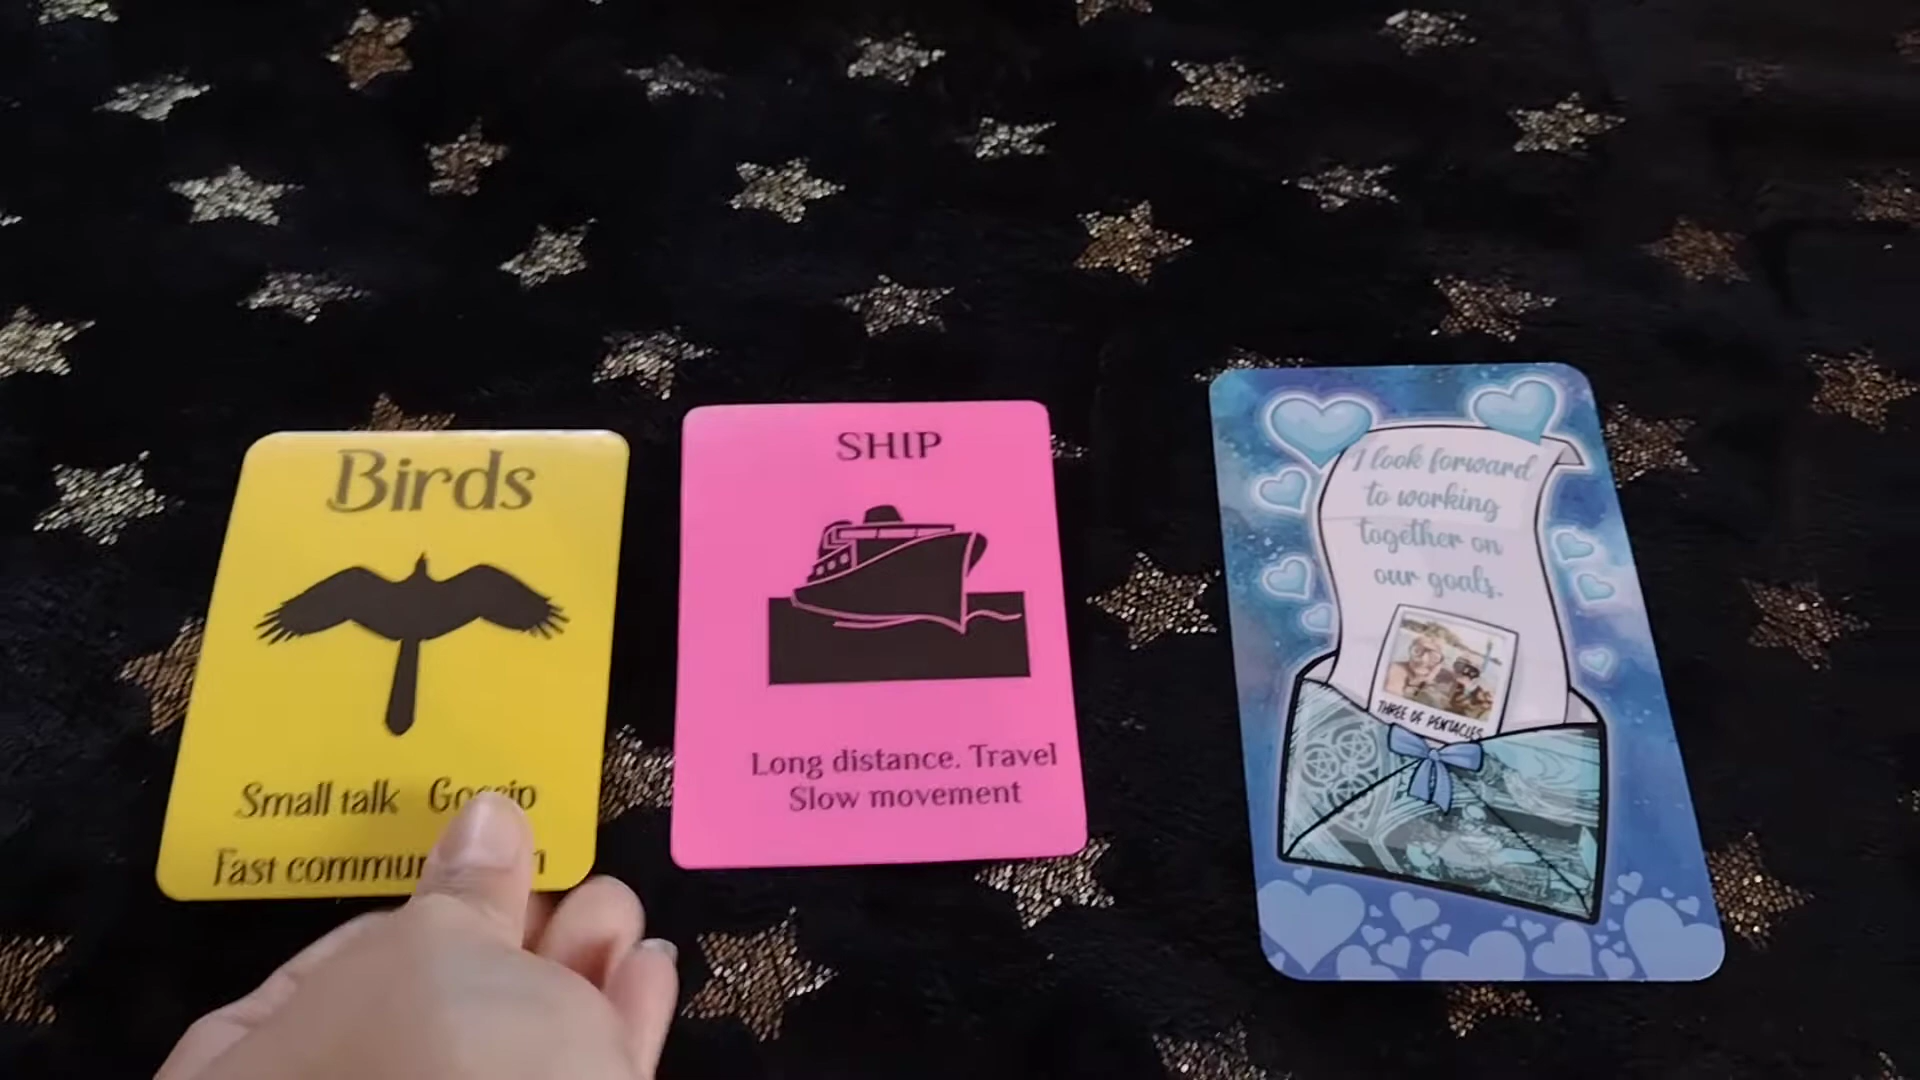 Birds
Small talk Gossip
Fast
SHIP
Long distance. Travel
Slow movement
I look forward
to working
together on
our goals.
THREE OF PENTACLES